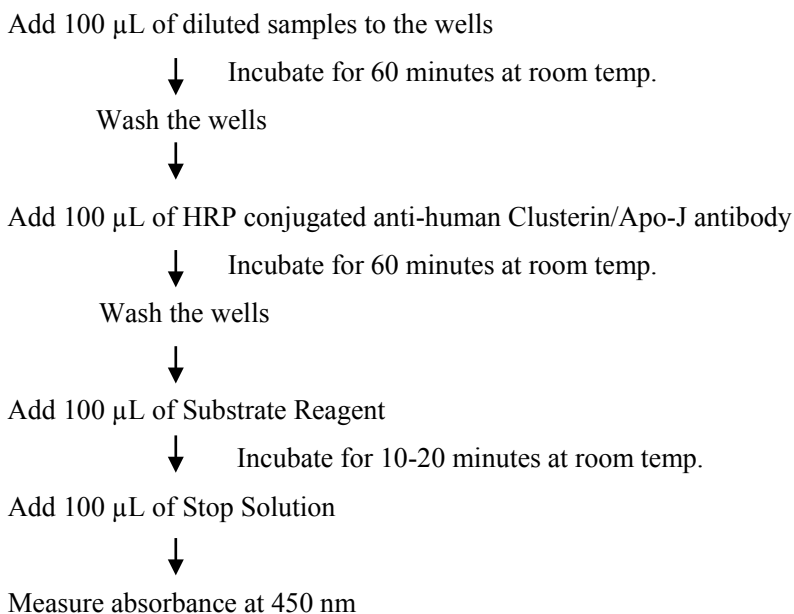 Add 100 µL of diluted samples to the wells
Incubate for 60 minutes at room temp.
Wash the wells
Add 100 µL of HRP conjugated anti-human Clusterin/Apo-J antibody
Incubate for 60 minutes at room temp.
Wash the wells
Add 100 µL of Substrate Reagent
Incubate for 10-20 minutes at room temp.
Add 100 µL of Stop Solution
Measure absorbance at 450 nm